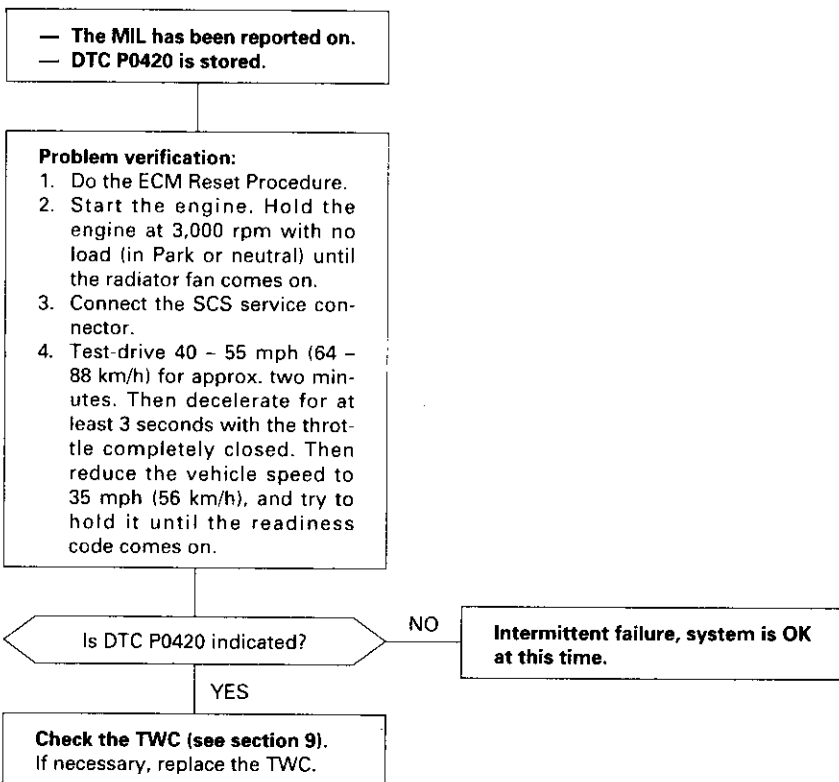 — The MIL has been reported on.
— DTC P0420 is stored.
Problem verification:
1. Do the ECM Reset Procedure.
2. Start the engine. Hold the
engine at 3,000 rpm with no
load (in Park or neutral) until
the radiator fan comes on.
3. Connect the SCS service con-
nector.
4. Test-drive 40 – 55 mph (64 –
88 km/h) for approx. two min-
utes. Then decelerate for at
least 3 seconds with the throt-
tle completely closed. Then
reduce the vehicle speed to
35 mph (56 km/h), and try to
hold it until the readiness
code comes on.
Is DTC P0420 indicated?
NO
Intermittent failure, system is OK
at this time.
YES
Check the TWC (see section 9).
If necessary, replace the TWC.